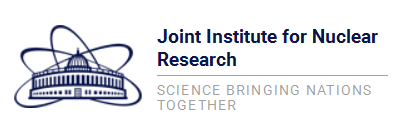 Joint Institute for Nuclear
Research
SCIENCE BRINGING NATIONS
TOGETHER